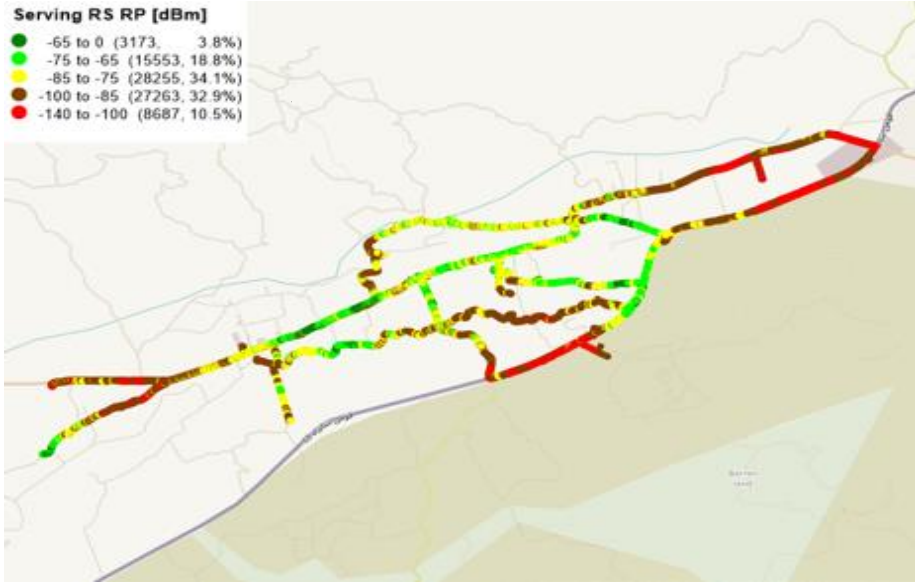 Serving RS RP [dBm]
-65 to 0 (3173, 3.8%)
-75 to -65 (15553, 18.8%)
-85 to -75 (28255, 34.1%)
-100 to -85 (27263, 32.9%)
-140 to -100 (8687, 10.5%)